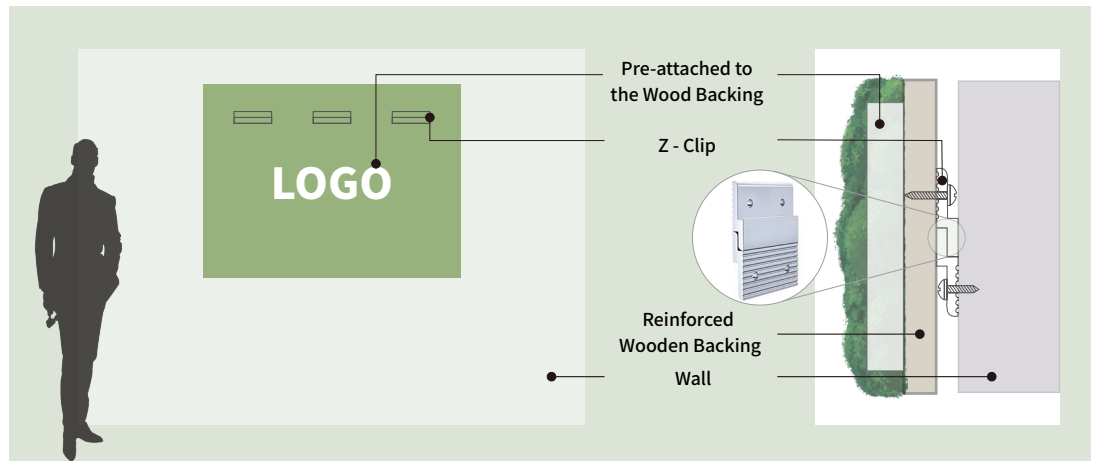 Pre-attached to
the Wood Backing
Z - Clip
LOGO
Reinforced
Wooden Backing
Wall